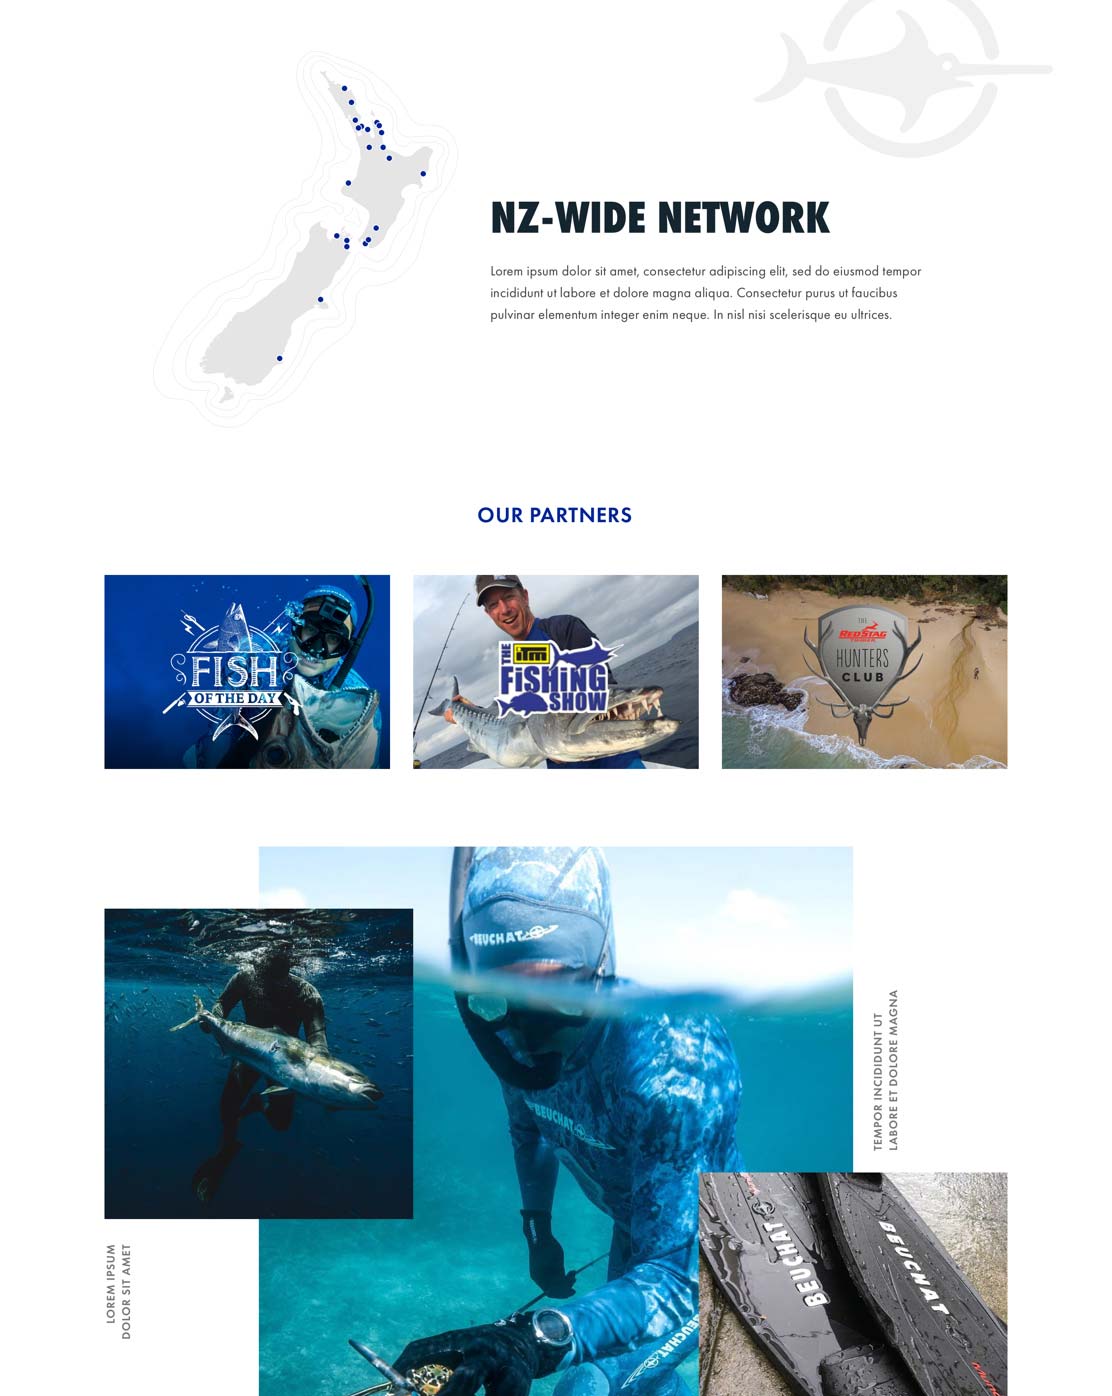 NZ-WIDE NETWORK
Lorem ipsum dolor sit amet, consectetur adipiscing elit, sed do eiusmod tempor
incididunt ut labore et dolore magna aliqua. Consectetur purus ut faucibus
pulvinar elementum integer enim neque. In nisl nisi scelerisque eu ultrices.
OUR PARTNERS
FISH
OF THE DAY
THE
iTM
FiSHiNG
SHOW
THE
REDSTAG
TIMBER
HUNTERS
CLUB
BEUCHAT
BEUCHAT
TEMPOR INCIDIDUNT UT
LABORE ET DOLORE MAGNA
BEUCHAT
BEUCHAT
BEUCHAT
LOREM IPSUM
DOLOR SIT AMET